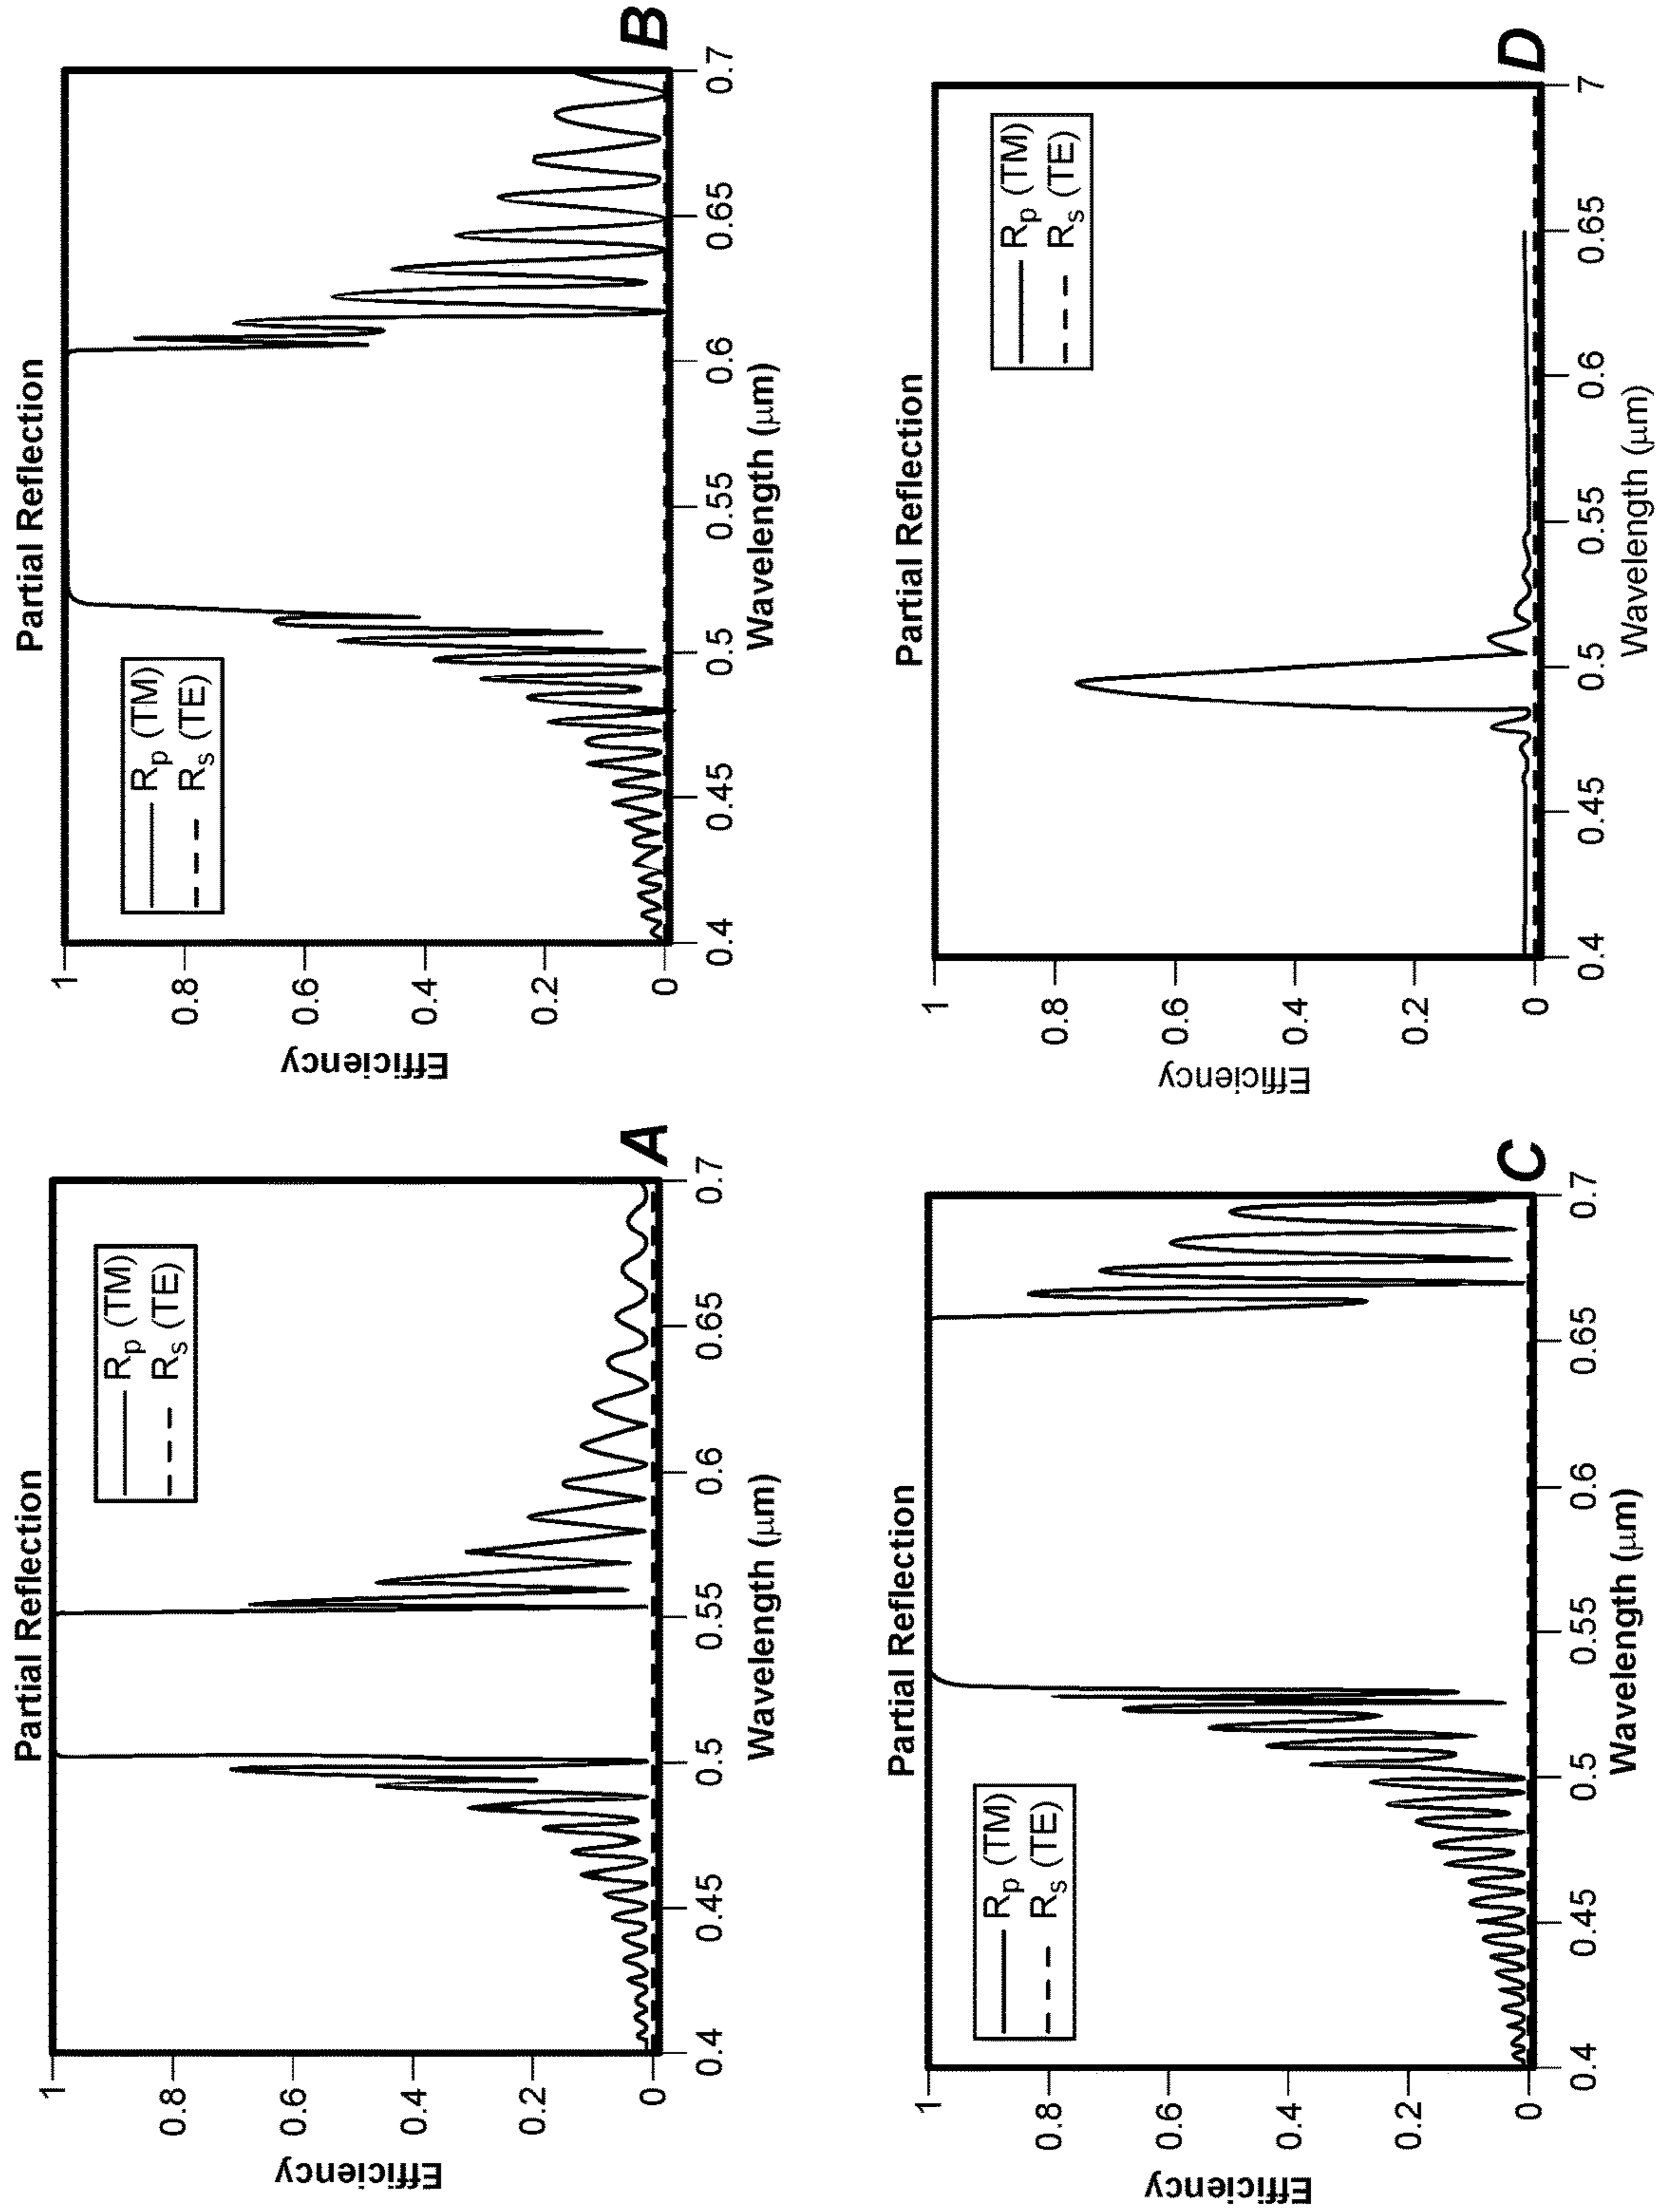 Partial Reflection
R_p (TM)
R_s (TE)
Efficiency
1
0.8
0.6
0.4
0.2
0
0.4
0.45
0.5
0.55
0.6
0.65
0.7
Wavelength (μm)
A
Partial Reflection
R_p (TM)
R_s (TE)
Efficiency
1
0.8
0.6
0.4
0.2
0
0.4
0.45
0.5
0.55
0.6
0.65
0.7
Wavelength (μm)
B
Partial Reflection
R_p (TM)
R_s (TE)
Efficiency
1
0.8
0.6
0.4
0.2
0
0.4
0.45
0.5
0.55
0.6
0.65
0.7
Wavelength (μm)
C
Partial Reflection
R_p (TM)
R_s (TE)
Efficiency
1
0.8
0.6
0.4
0.2
0
0.4
0.45
0.5
0.55
0.6
0.65
7
Wavelength (μm)
D